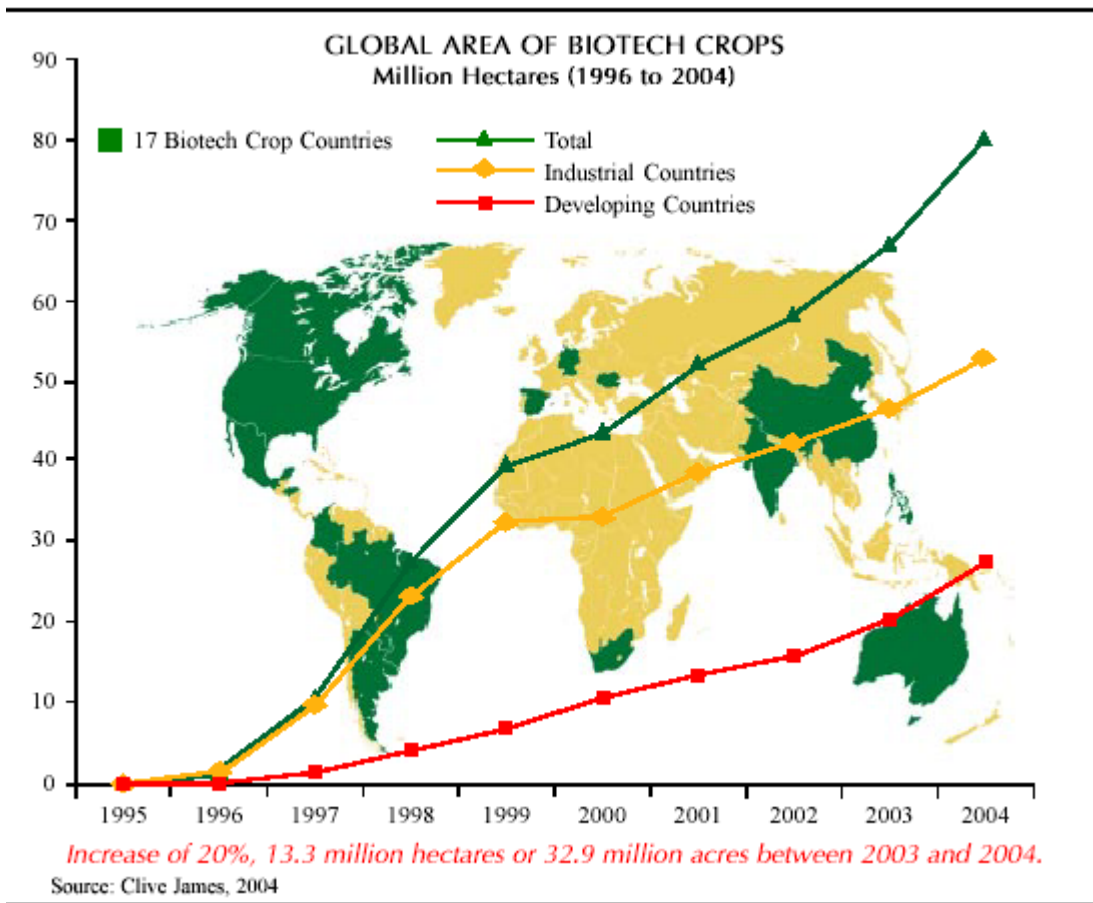 GLOBAL AREA OF BIOTECH CROPS
Million Hectares (1996 to 2004)
17 Biotech Crop Countries
Total
Industrial Countries
Developing Countries
90
80
70
60
50
40
30
20
10
0
1995 1996 1997 1998 1999 2000 2001 2002 2003 2004
Increase of 20%, 13.3 million hectares or 32.9 million acres between 2003 and 2004.
Source: Clive James, 2004